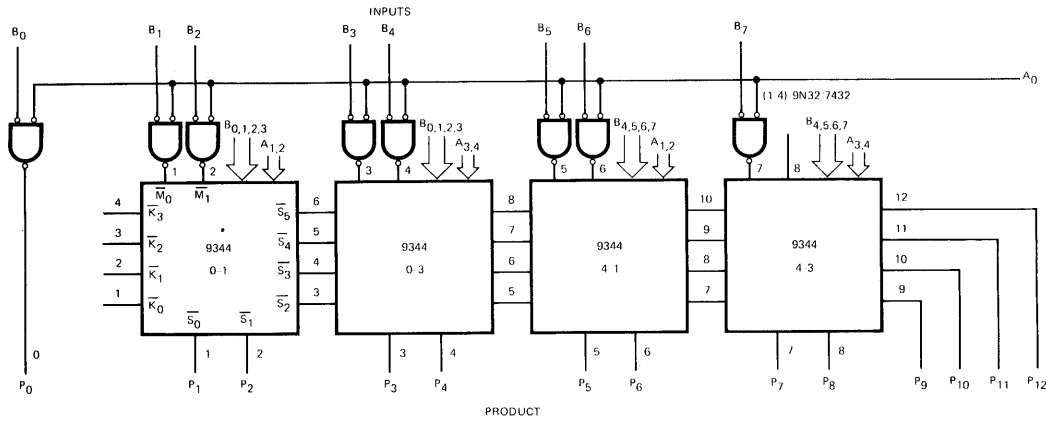 INPUTS
B0 B1 B2 B3 B4 B5 B6 B7
A0
(1 4) 9N32 7432
B0,1,2,3 A1,2 B0,1,2,3 A3,4 B4,5,6,7 A1,2 B4,5,6,7 A3,4
1 2 3 4 5 6 7 8
M̅0 M̅1
4 K̅3 S̅5 6 8 10 12
3 K̅2 9344 S̅4 5 9344 7 9344 9 9344 11
2 K̅1 0-1 S̅3 4 0-3 6 4-1 8 4-3 10
1 K̅0 S̅2 3 5 7 9
S̅0 S̅1
0 1 2 3 4 5 6 7 8
P0 P1 P2 P3 P4 P5 P6 P7 P8 P9 P10 P11 P12
PRODUCT